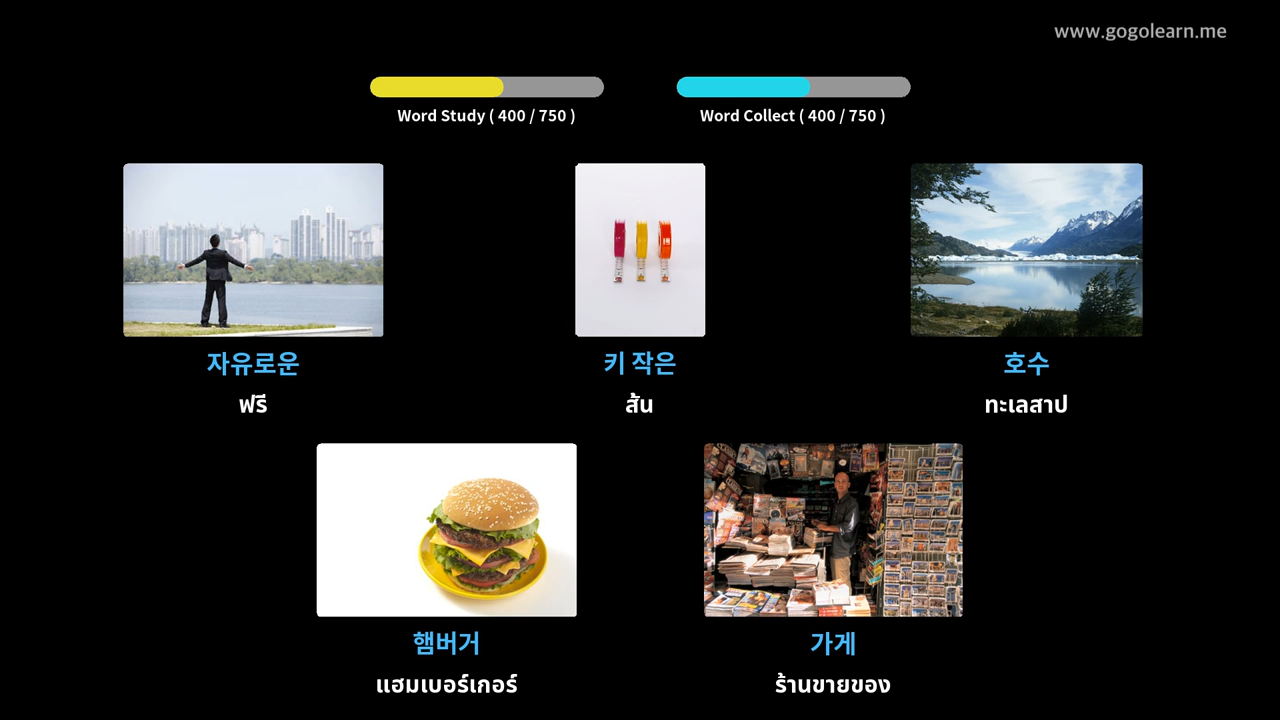 www.gogolearn.me
Word Study ( 400 / 750 )
Word Collect ( 400 / 750 )
자유로운
ฟรี
키 작은
สั้น
호수
ทะเลสาป
햄버거
แฮมเบอร์เกอร์
가게
ร้านขายของ